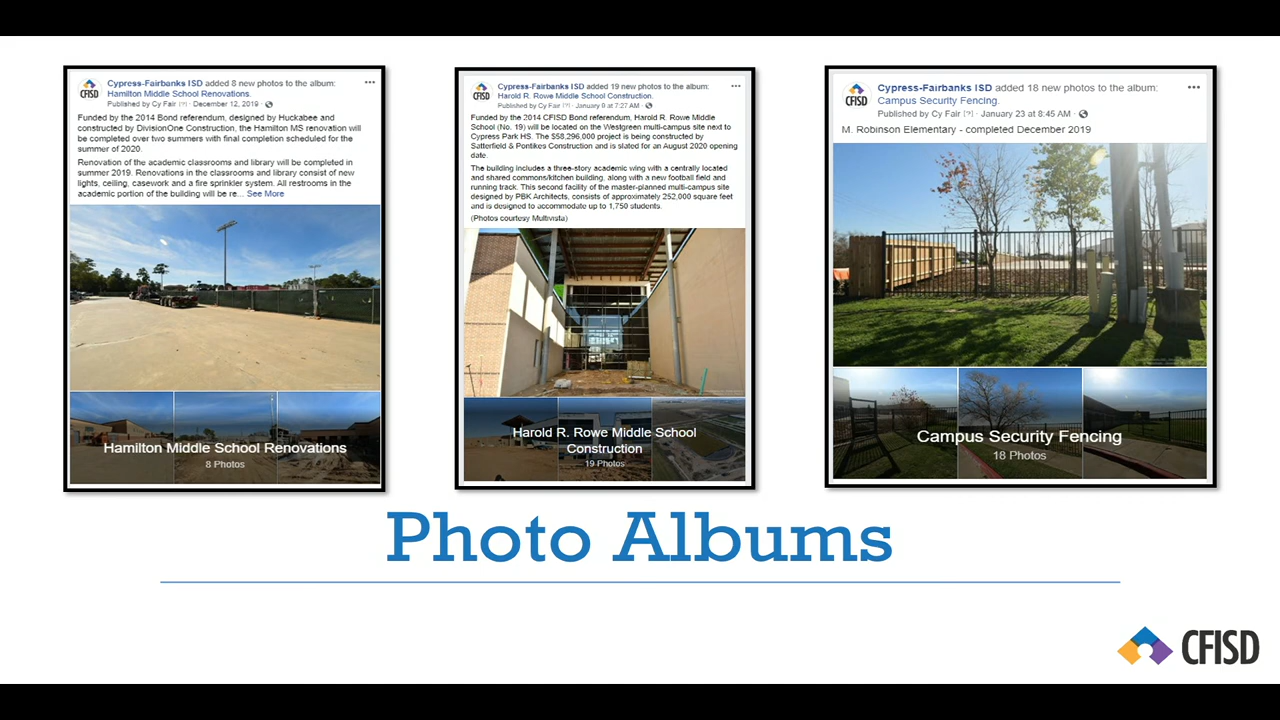 CFISD
Cypress-Fairbanks ISD added 8 new photos to the album:
Hamilton Middle School Renovations.
Published by Cy Fair [?] · December 12, 2019 ·
Funded by the 2014 Bond referendum, designed by Huckabee and
constructed by DivisionOne Construction, the Hamilton MS renovation will
be completed over two summers with final completion scheduled for the
summer of 2020.
Renovation of the academic classrooms and library will be completed in
summer 2019. Renovations in the classrooms and library consist of new
lights, ceiling, casework and a fire sprinkler system. All restrooms in the
academic portion of the building will be re... See More
Hamilton Middle School Renovations
8 Photos
CFISD
Cypress-Fairbanks ISD added 19 new photos to the album:
Harold R. Rowe Middle School Construction.
Published by Cy Fair [?] · January 9 at 7:27 AM ·
Funded by the 2014 CFISD Bond referendum, Harold R. Rowe Middle
School (No. 19) will be located on the Westgreen multi-campus site next to
Cypress Park HS. The $58,296,000 project is being constructed by
Satterfield & Pontikes Construction and is slated for an August 2020 opening
date.
The building includes a three-story academic wing with a centrally located
and shared commons/kitchen building, along with a new football field and
running track. This second facility of the master-planned multi-campus site
designed by PBK Architects, consists of approximately 252,000 square feet
and is designed to accommodate up to 1,750 students.
(Photos courtesy Multivista)
Harold R. Rowe Middle School
Construction
19 Photos
CFISD
Cypress-Fairbanks ISD added 18 new photos to the album:
Campus Security Fencing.
Published by Cy Fair [?] · January 23 at 8:45 AM ·
M. Robinson Elementary - completed December 2019
Campus Security Fencing
18 Photos
Photo Albums
CFISD